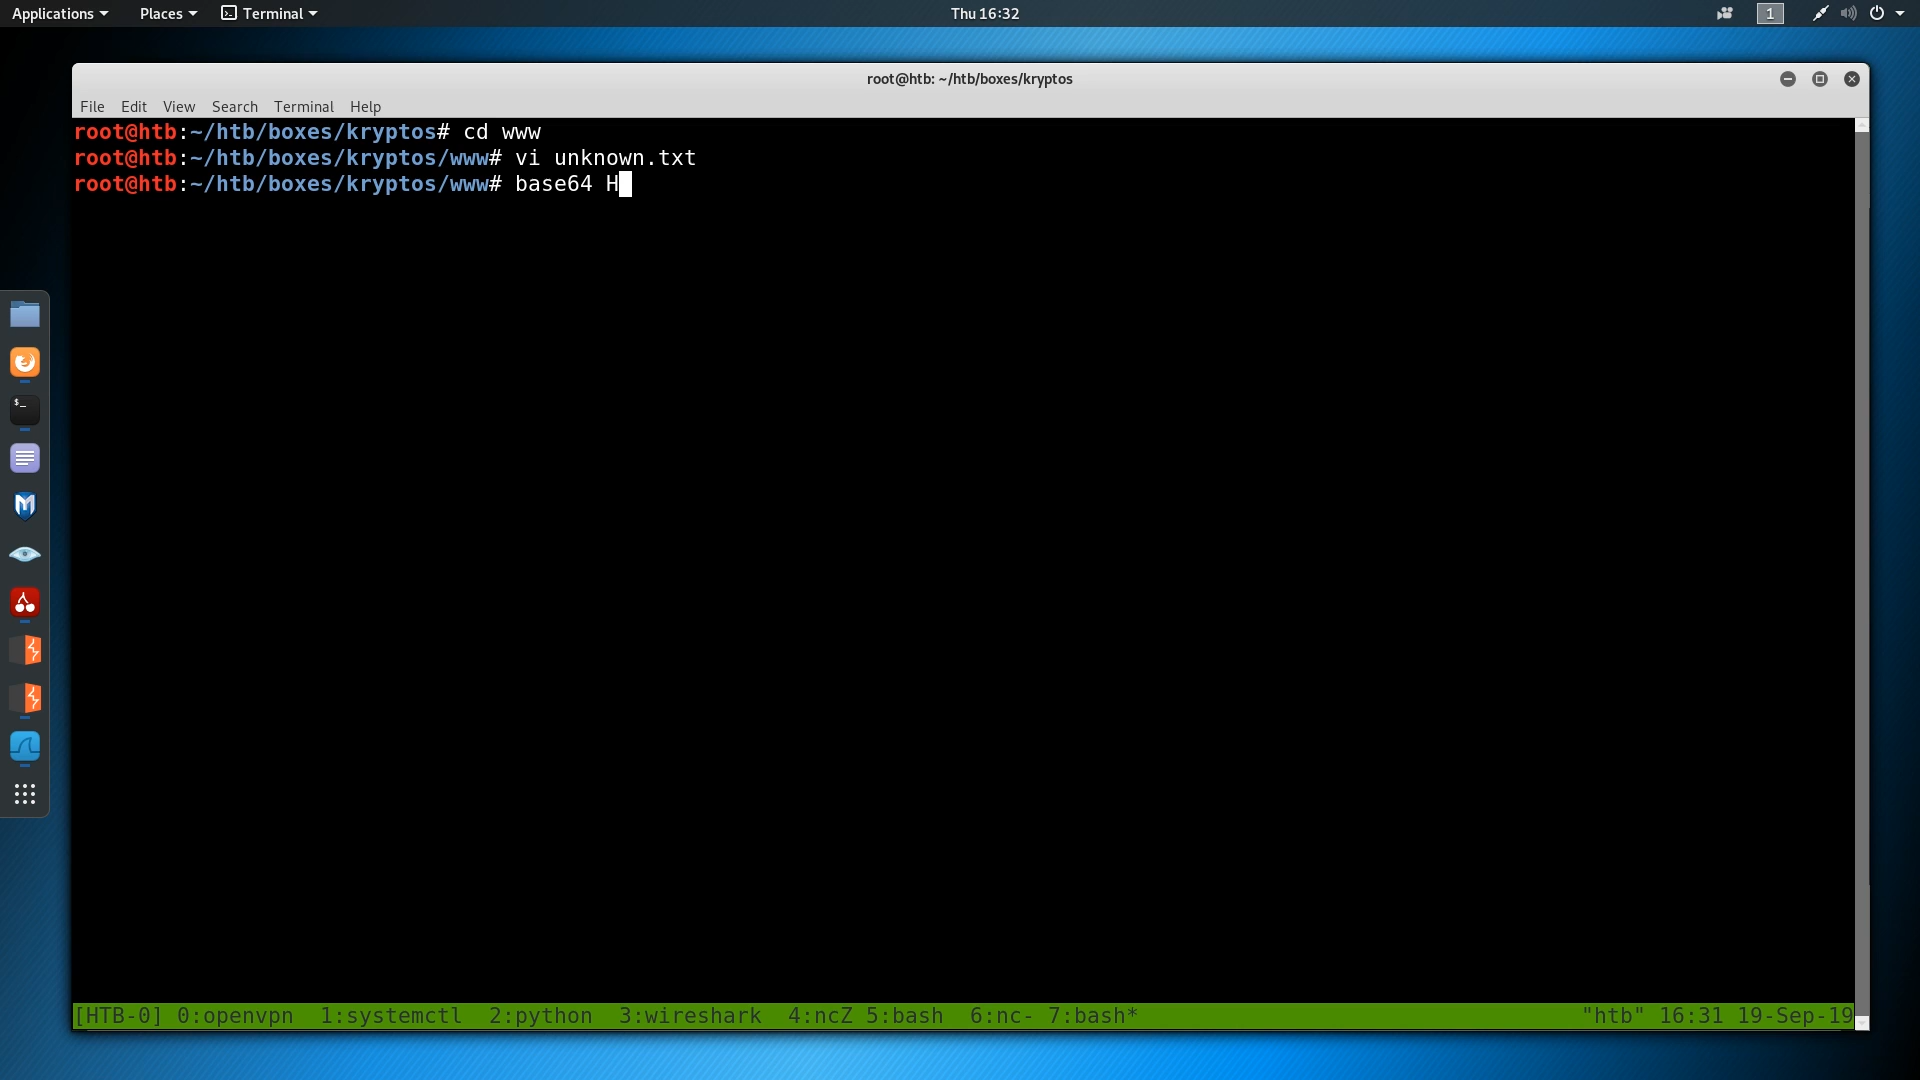 Applications Places Terminal Thu 16:32 1
root@htb: ~/htb/boxes/kryptos
File Edit View Search Terminal Help
root@htb:~/htb/boxes/kryptos# cd www
root@htb:~/htb/boxes/kryptos/www# vi unknown.txt
root@htb:~/htb/boxes/kryptos/www# base64 H
$_
[HTB-0] 0:openvpn 1:systemctl 2:python 3:wireshark 4:ncZ 5:bash 6:nc- 7:bash* "htb" 16:31 19-Sep-19